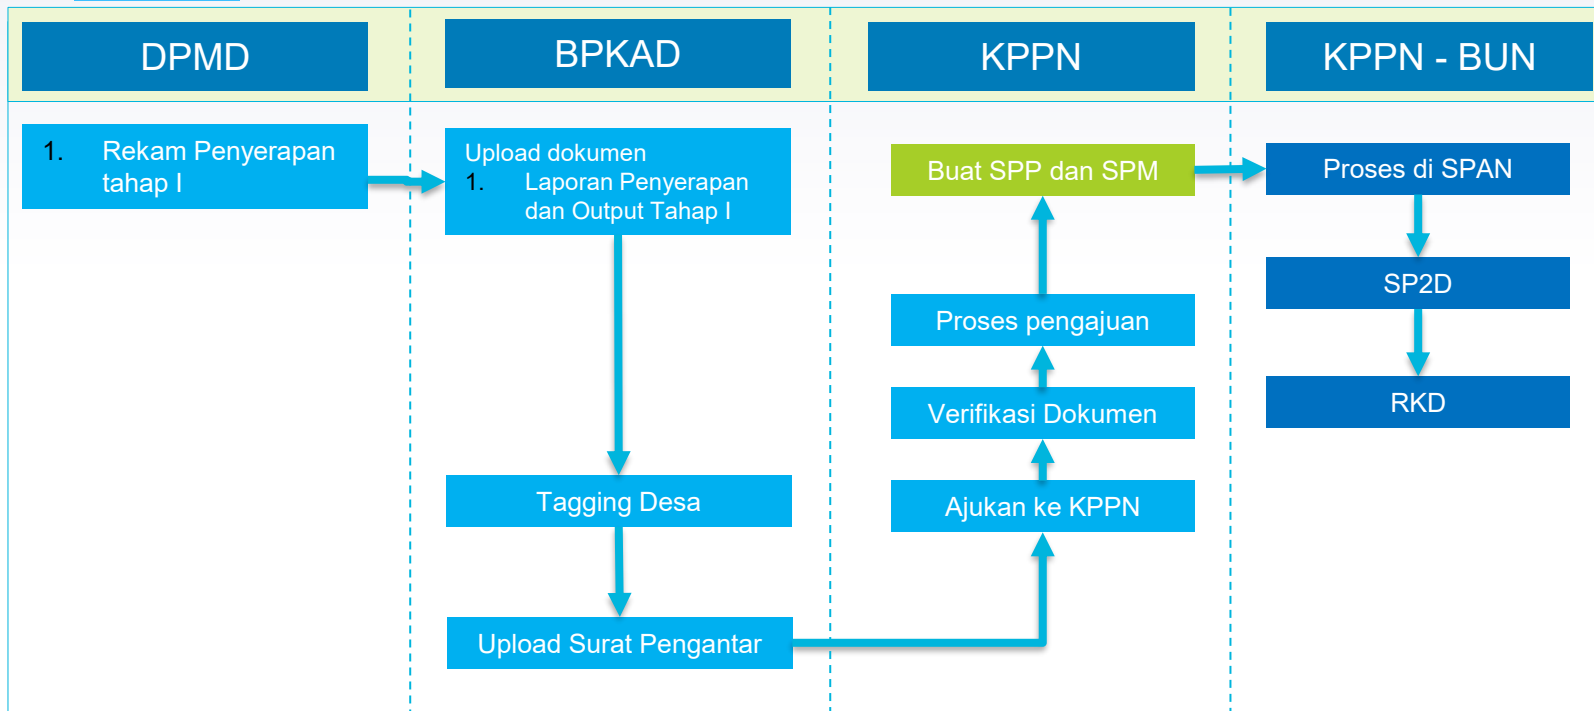 DPMD
BPKAD
KPPN
KPPN - BUN
1. Rekam Penyerapan
tahap I
Upload dokumen
1. Laporan Penyerapan
dan Output Tahap I
Tagging Desa
Upload Surat Pengantar
Buat SPP dan SPM
Proses pengajuan
Verifikasi Dokumen
Ajukan ke KPPN
Proses di SPAN
SP2D
RKD